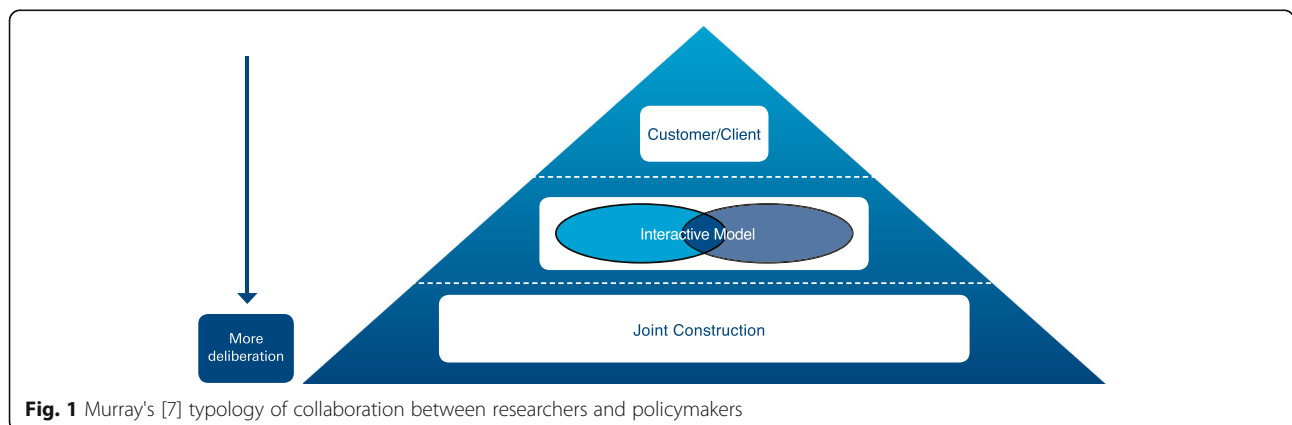 Customer/Client
Interactive Model
Joint Construction
More
deliberation
Fig. 1 Murray's [7] typology of collaboration between researchers and policymakers